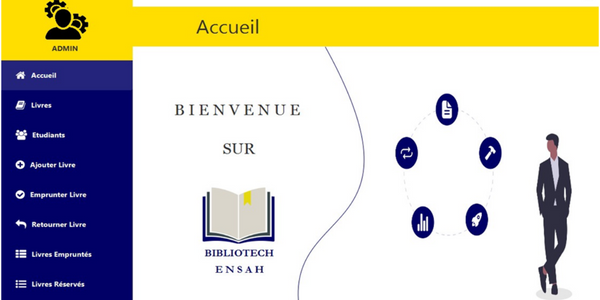 ADMIN
Accueil
Accueil
Livres
Etudiants
Ajouter Livre
Emprunter Livre
Retourner Livre
Livres Empruntés
Livres Réservés
BIENVENUE
SUR
BIBLIOTECH
ENSAH